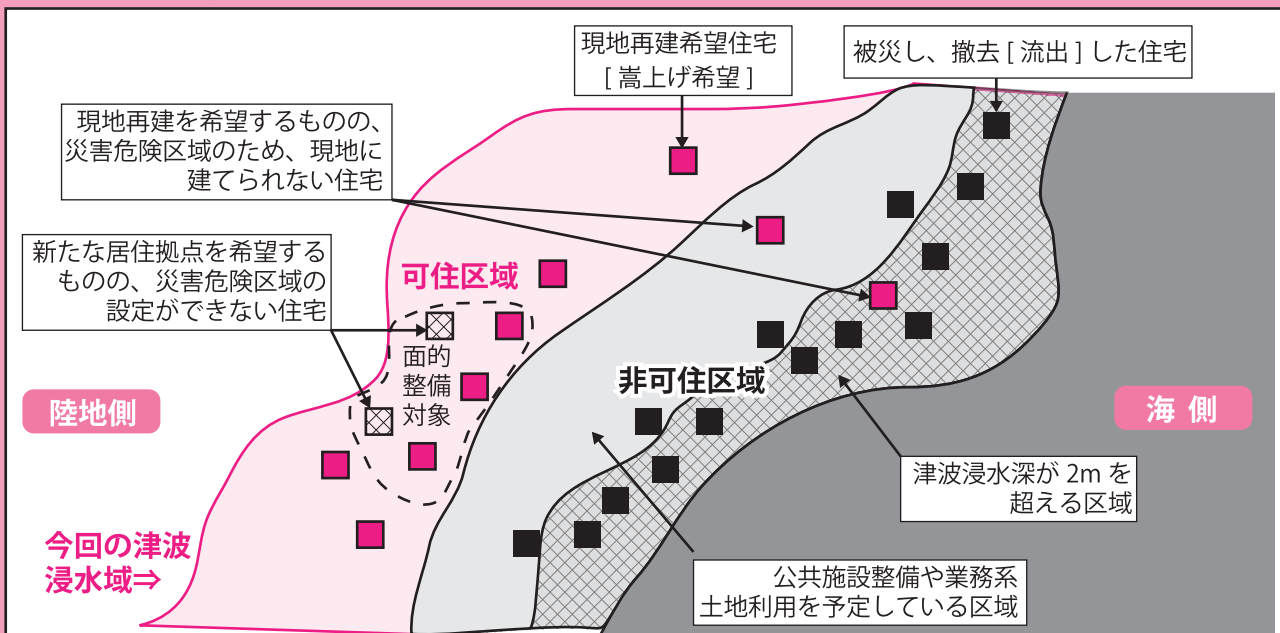 現地再建希望住宅
[ 嵩上げ希望 ]
被災し、撤去 [ 流出 ] した住宅
現地再建を希望するものの、
災害危険区域のため、現地に
建てられない住宅
新たな居住拠点を希望する
ものの、災害危険区域の
設定ができない住宅
可住区域
面的
整備
対象
非可住区域
陸地側
海 側
津波浸水深が 2m を
超える区域
今回の津波
浸水域⇒
公共施設整備や業務系
土地利用を予定している区域